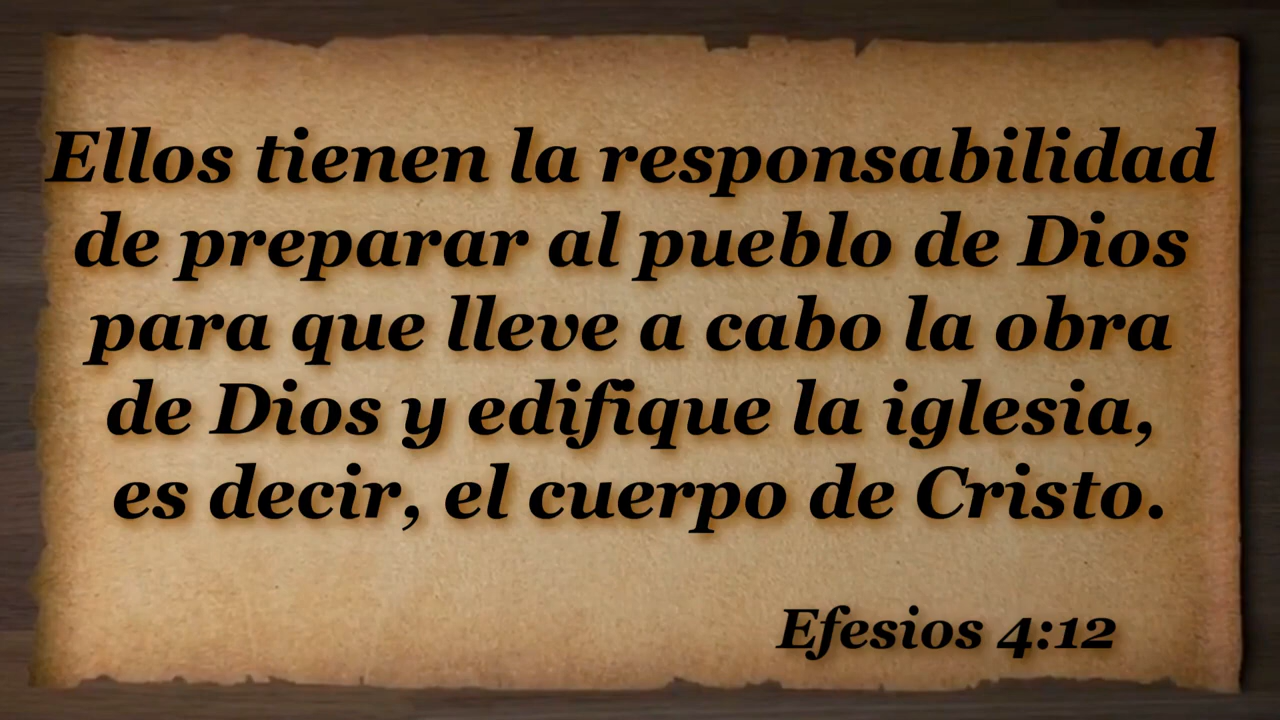 Ellos tienen la responsabilidad
de preparar al pueblo de Dios
para que lleve a cabo la obra
de Dios y edifique la iglesia,
es decir, el cuerpo de Cristo.
Efesios 4:12